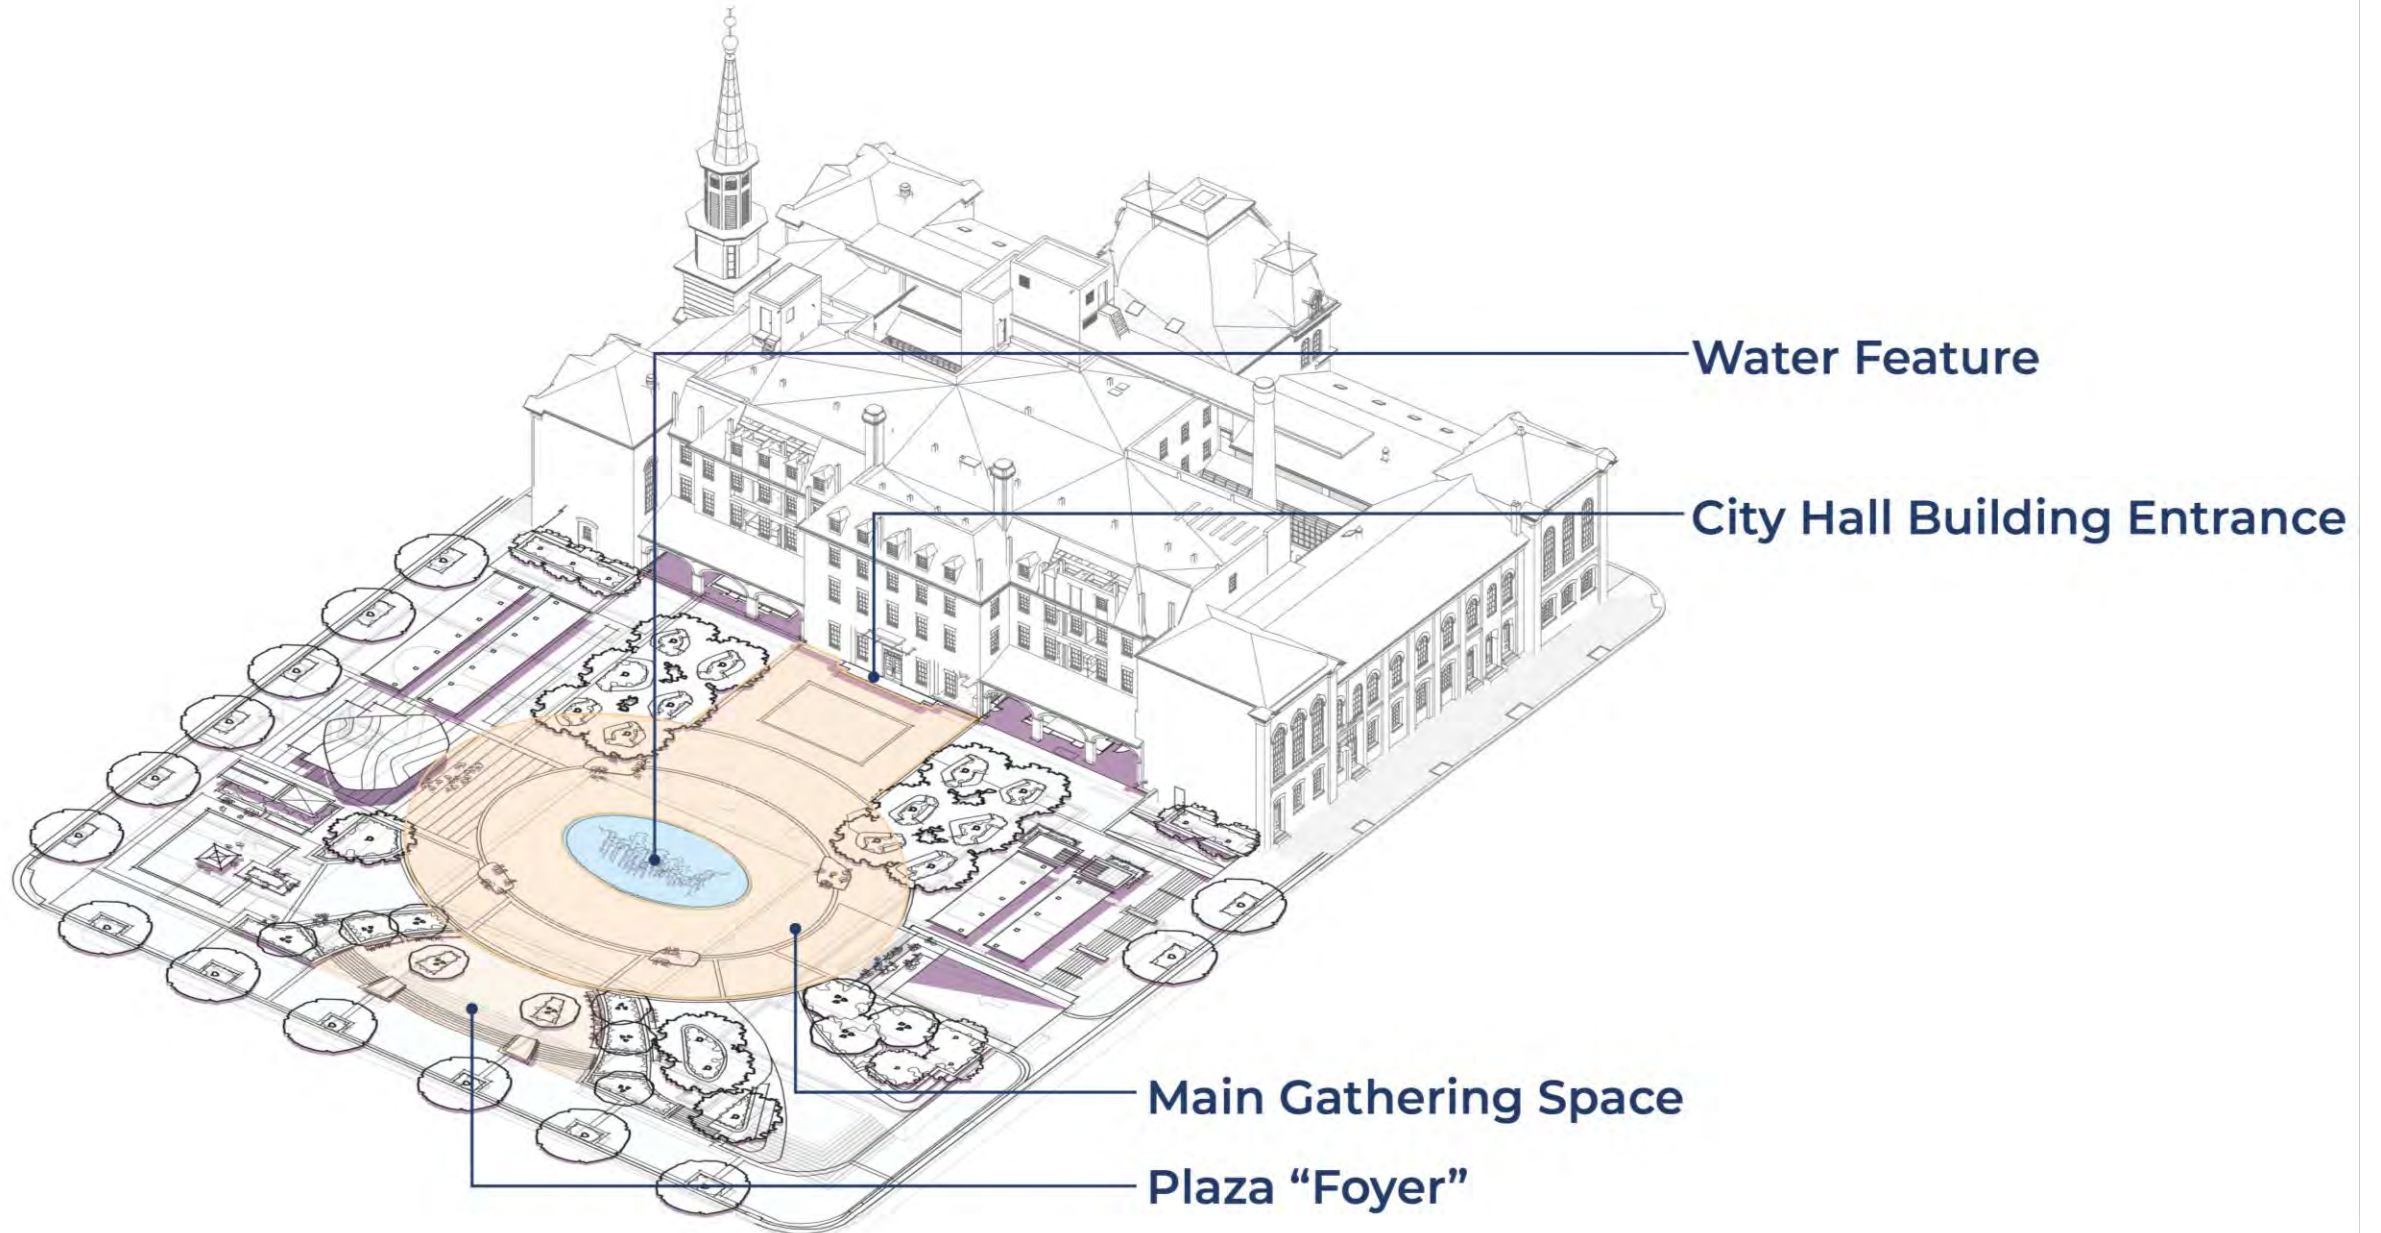 Water Feature
City Hall Building Entrance
Main Gathering Space
Plaza “Foyer”